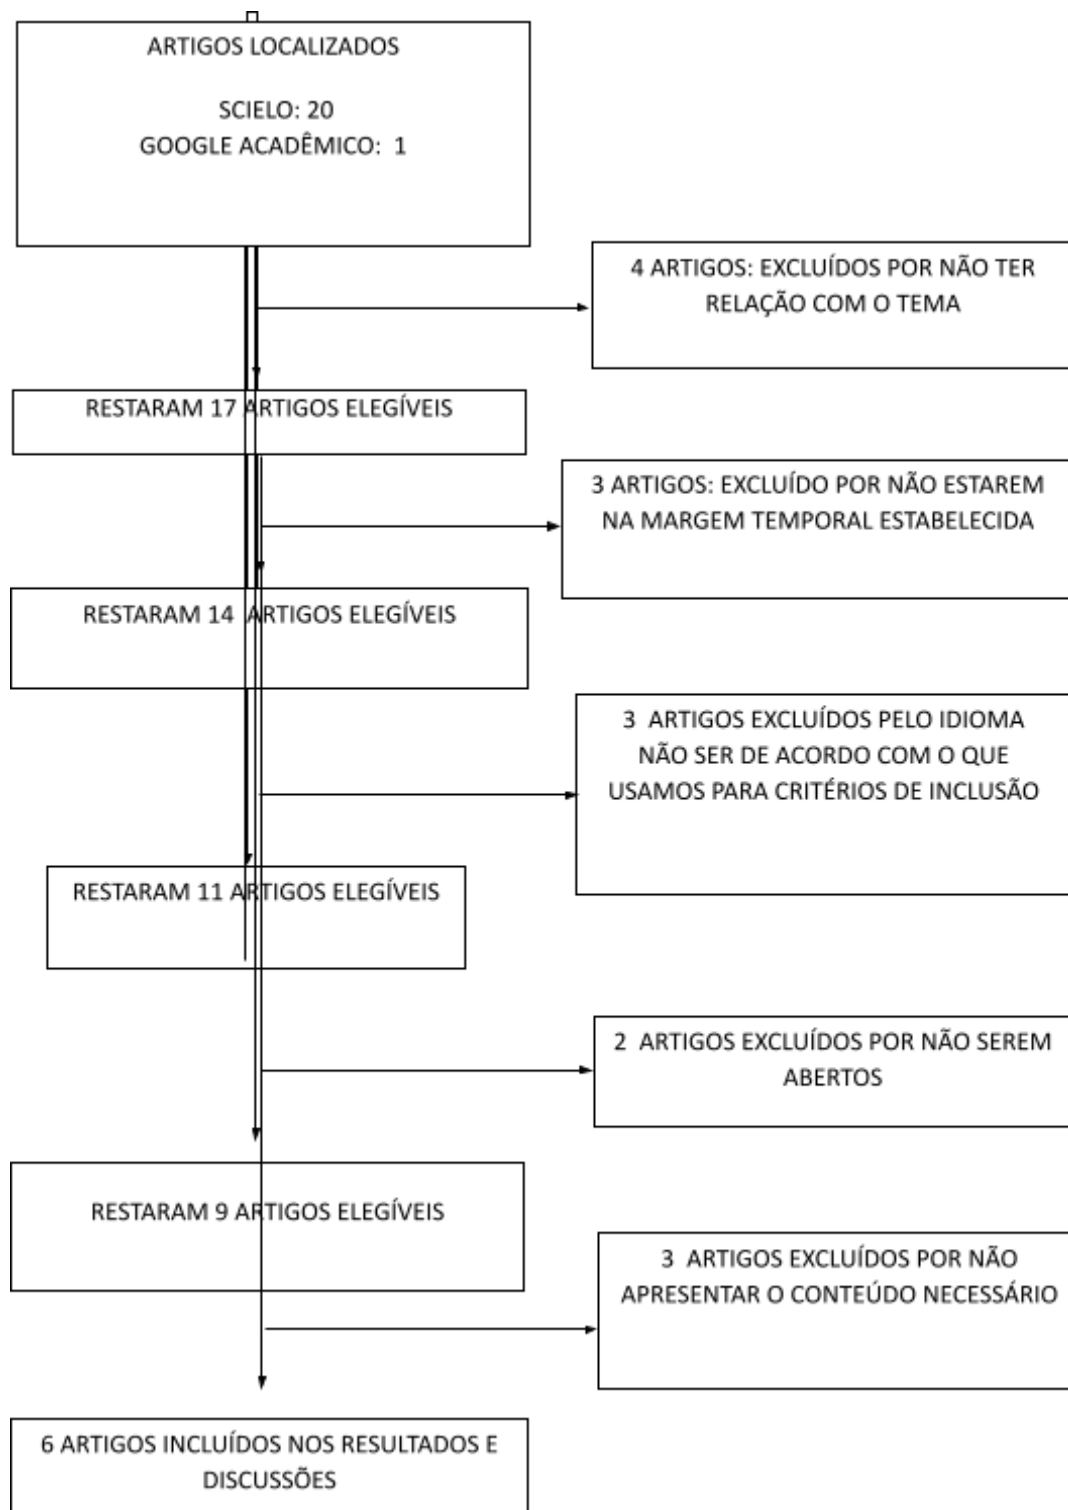 ARTIGOS LOCALIZADOS
SCIELO: 20
GOOGLE ACADÊMICO:  1
4 ARTIGOS: EXCLUÍDOS POR NÃO TER
RELAÇÃO COM O TEMA
RESTARAM 17 ARTIGOS ELEGÍVEIS
3 ARTIGOS: EXCLUÍDO POR NÃO ESTAREM
NA MARGEM TEMPORAL ESTABELECIDA
RESTARAM 14  ARTIGOS ELEGÍVEIS
3  ARTIGOS EXCLUÍDOS PELO IDIOMA
NÃO SER DE ACORDO COM O QUE
USAMOS PARA CRITÉRIOS DE INCLUSÃO
RESTARAM 11 ARTIGOS ELEGÍVEIS
2  ARTIGOS EXCLUÍDOS POR NÃO SEREM
ABERTOS
RESTARAM 9 ARTIGOS ELEGÍVEIS
3  ARTIGOS EXCLUÍDOS POR NÃO
APRESENTAR O CONTEÚDO NECESSÁRIO
6 ARTIGOS INCLUÍDOS NOS RESULTADOS E
DISCUSSÕES